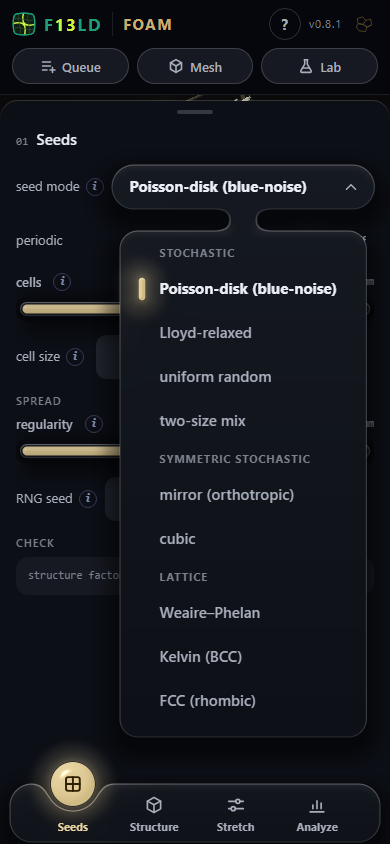 F13LD FOAM ? v0.8.1
Queue Mesh Lab
01 Seeds
seed mode i Poisson-disk (blue-noise)
periodic
STOCHASTIC
cells i
Poisson-disk (blue-noise)
Lloyd-relaxed
cell size i
uniform random
SPREAD
regularity i
two-size mix
SYMMETRIC STOCHASTIC
RNG seed i
mirror (orthotropic)
CHECK
cubic
structure
LATTICE
Weaire–Phelan
Kelvin (BCC)
FCC (rhombic)
Seeds Structure Stretch Analyze